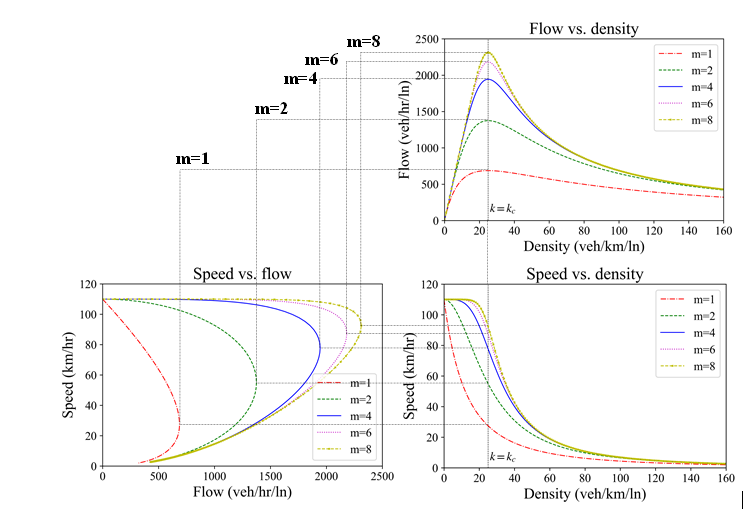 Flow vs. density
m=8
m=6
m=4
m=2
m=1
2500
2000
1500
1000
500
0
Flow (veh/hr/ln)
m=1
m=2
m=4
m=6
m=8
k=kc
0 20 40 60 80 100 120 140 160
Density (veh/km/ln)
Speed vs. flow
120
100
80
60
40
20
0
Speed (km/hr)
m=1
m=2
m=4
m=6
m=8
0 500 1000 1500 2000 2500
Flow (veh/hr/ln)
Speed vs. density
120
100
80
60
40
20
0
Speed (km/hr)
m=1
m=2
m=4
m=6
m=8
k=kc
0 20 40 60 80 100 120 140 160
Density (veh/km/ln)